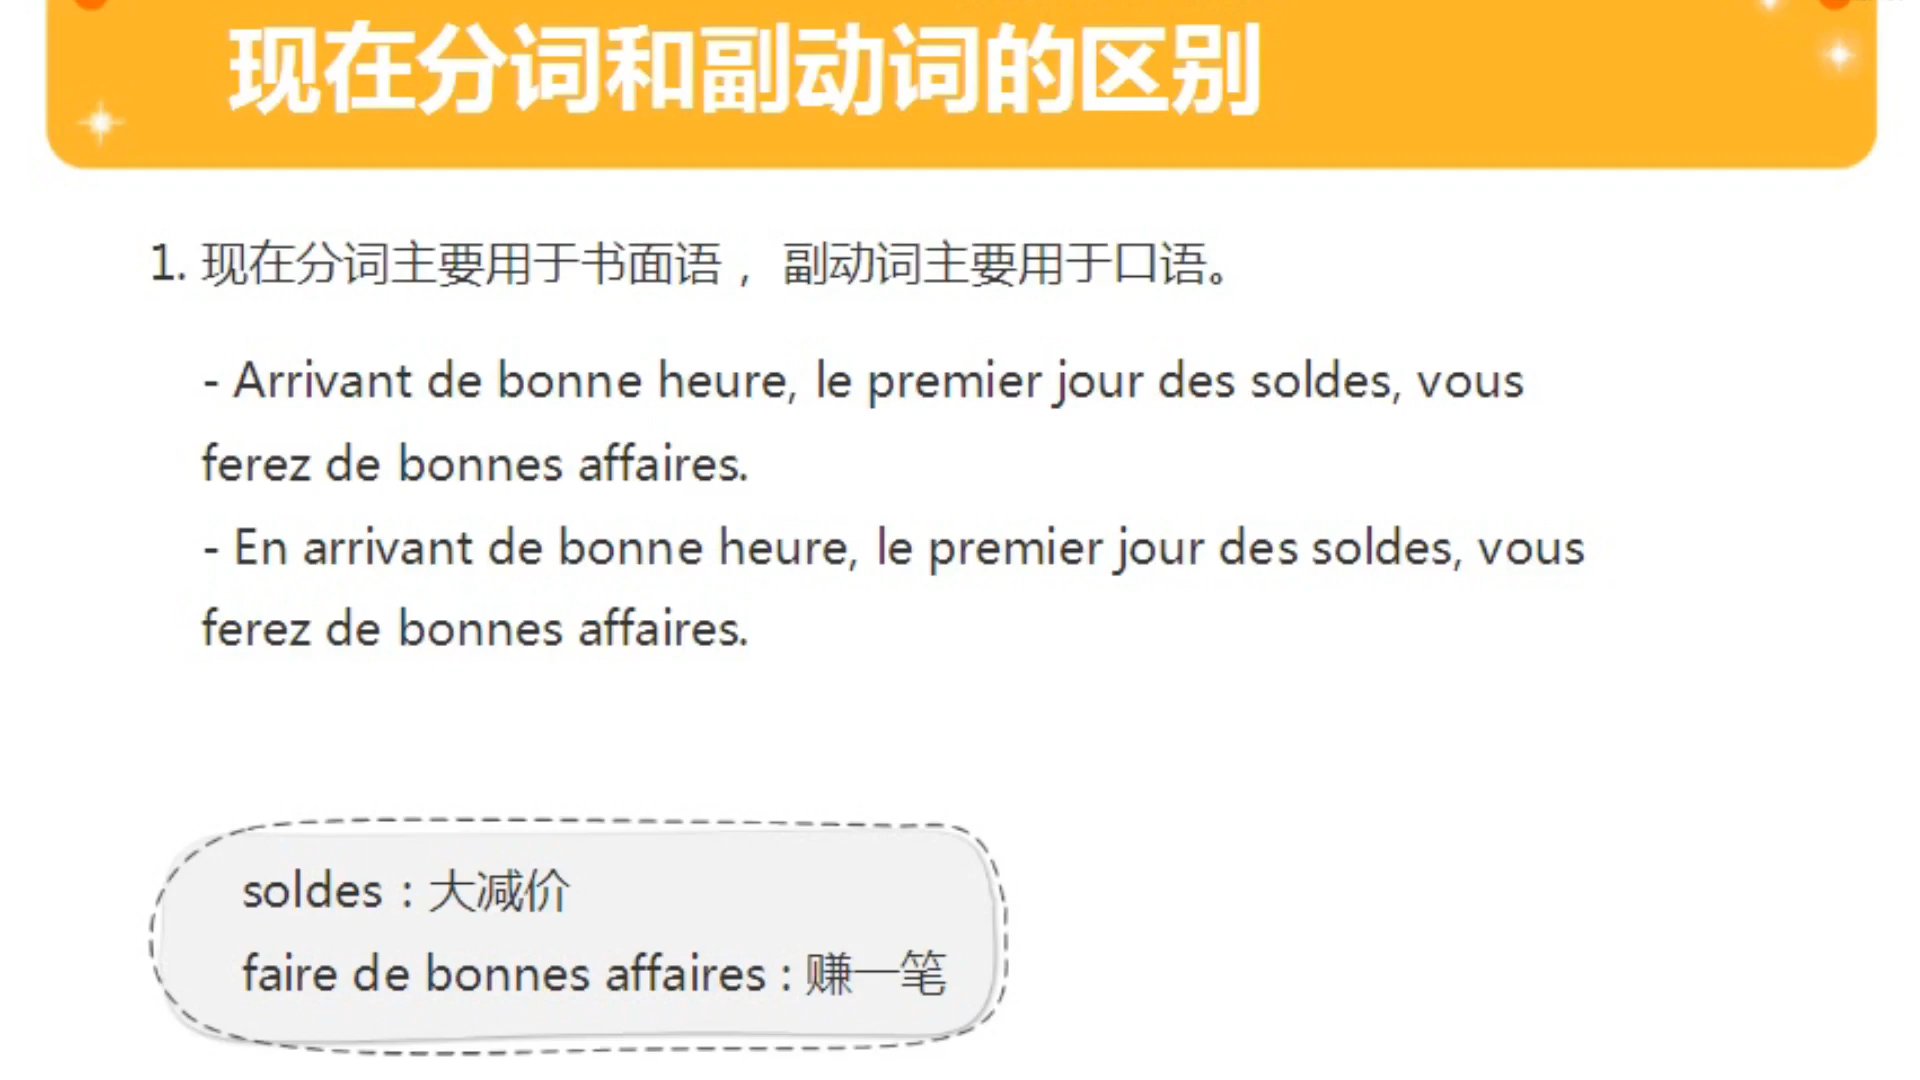 现在分词和副动词的区别
1. 现在分词主要用于书面语，副动词主要用于口语。
- Arrivant de bonne heure, le premier jour des soldes, vous
ferez de bonnes affaires.
- En arrivant de bonne heure, le premier jour des soldes, vous
ferez de bonnes affaires.
soldes : 大减价
faire de bonnes affaires : 赚一笔